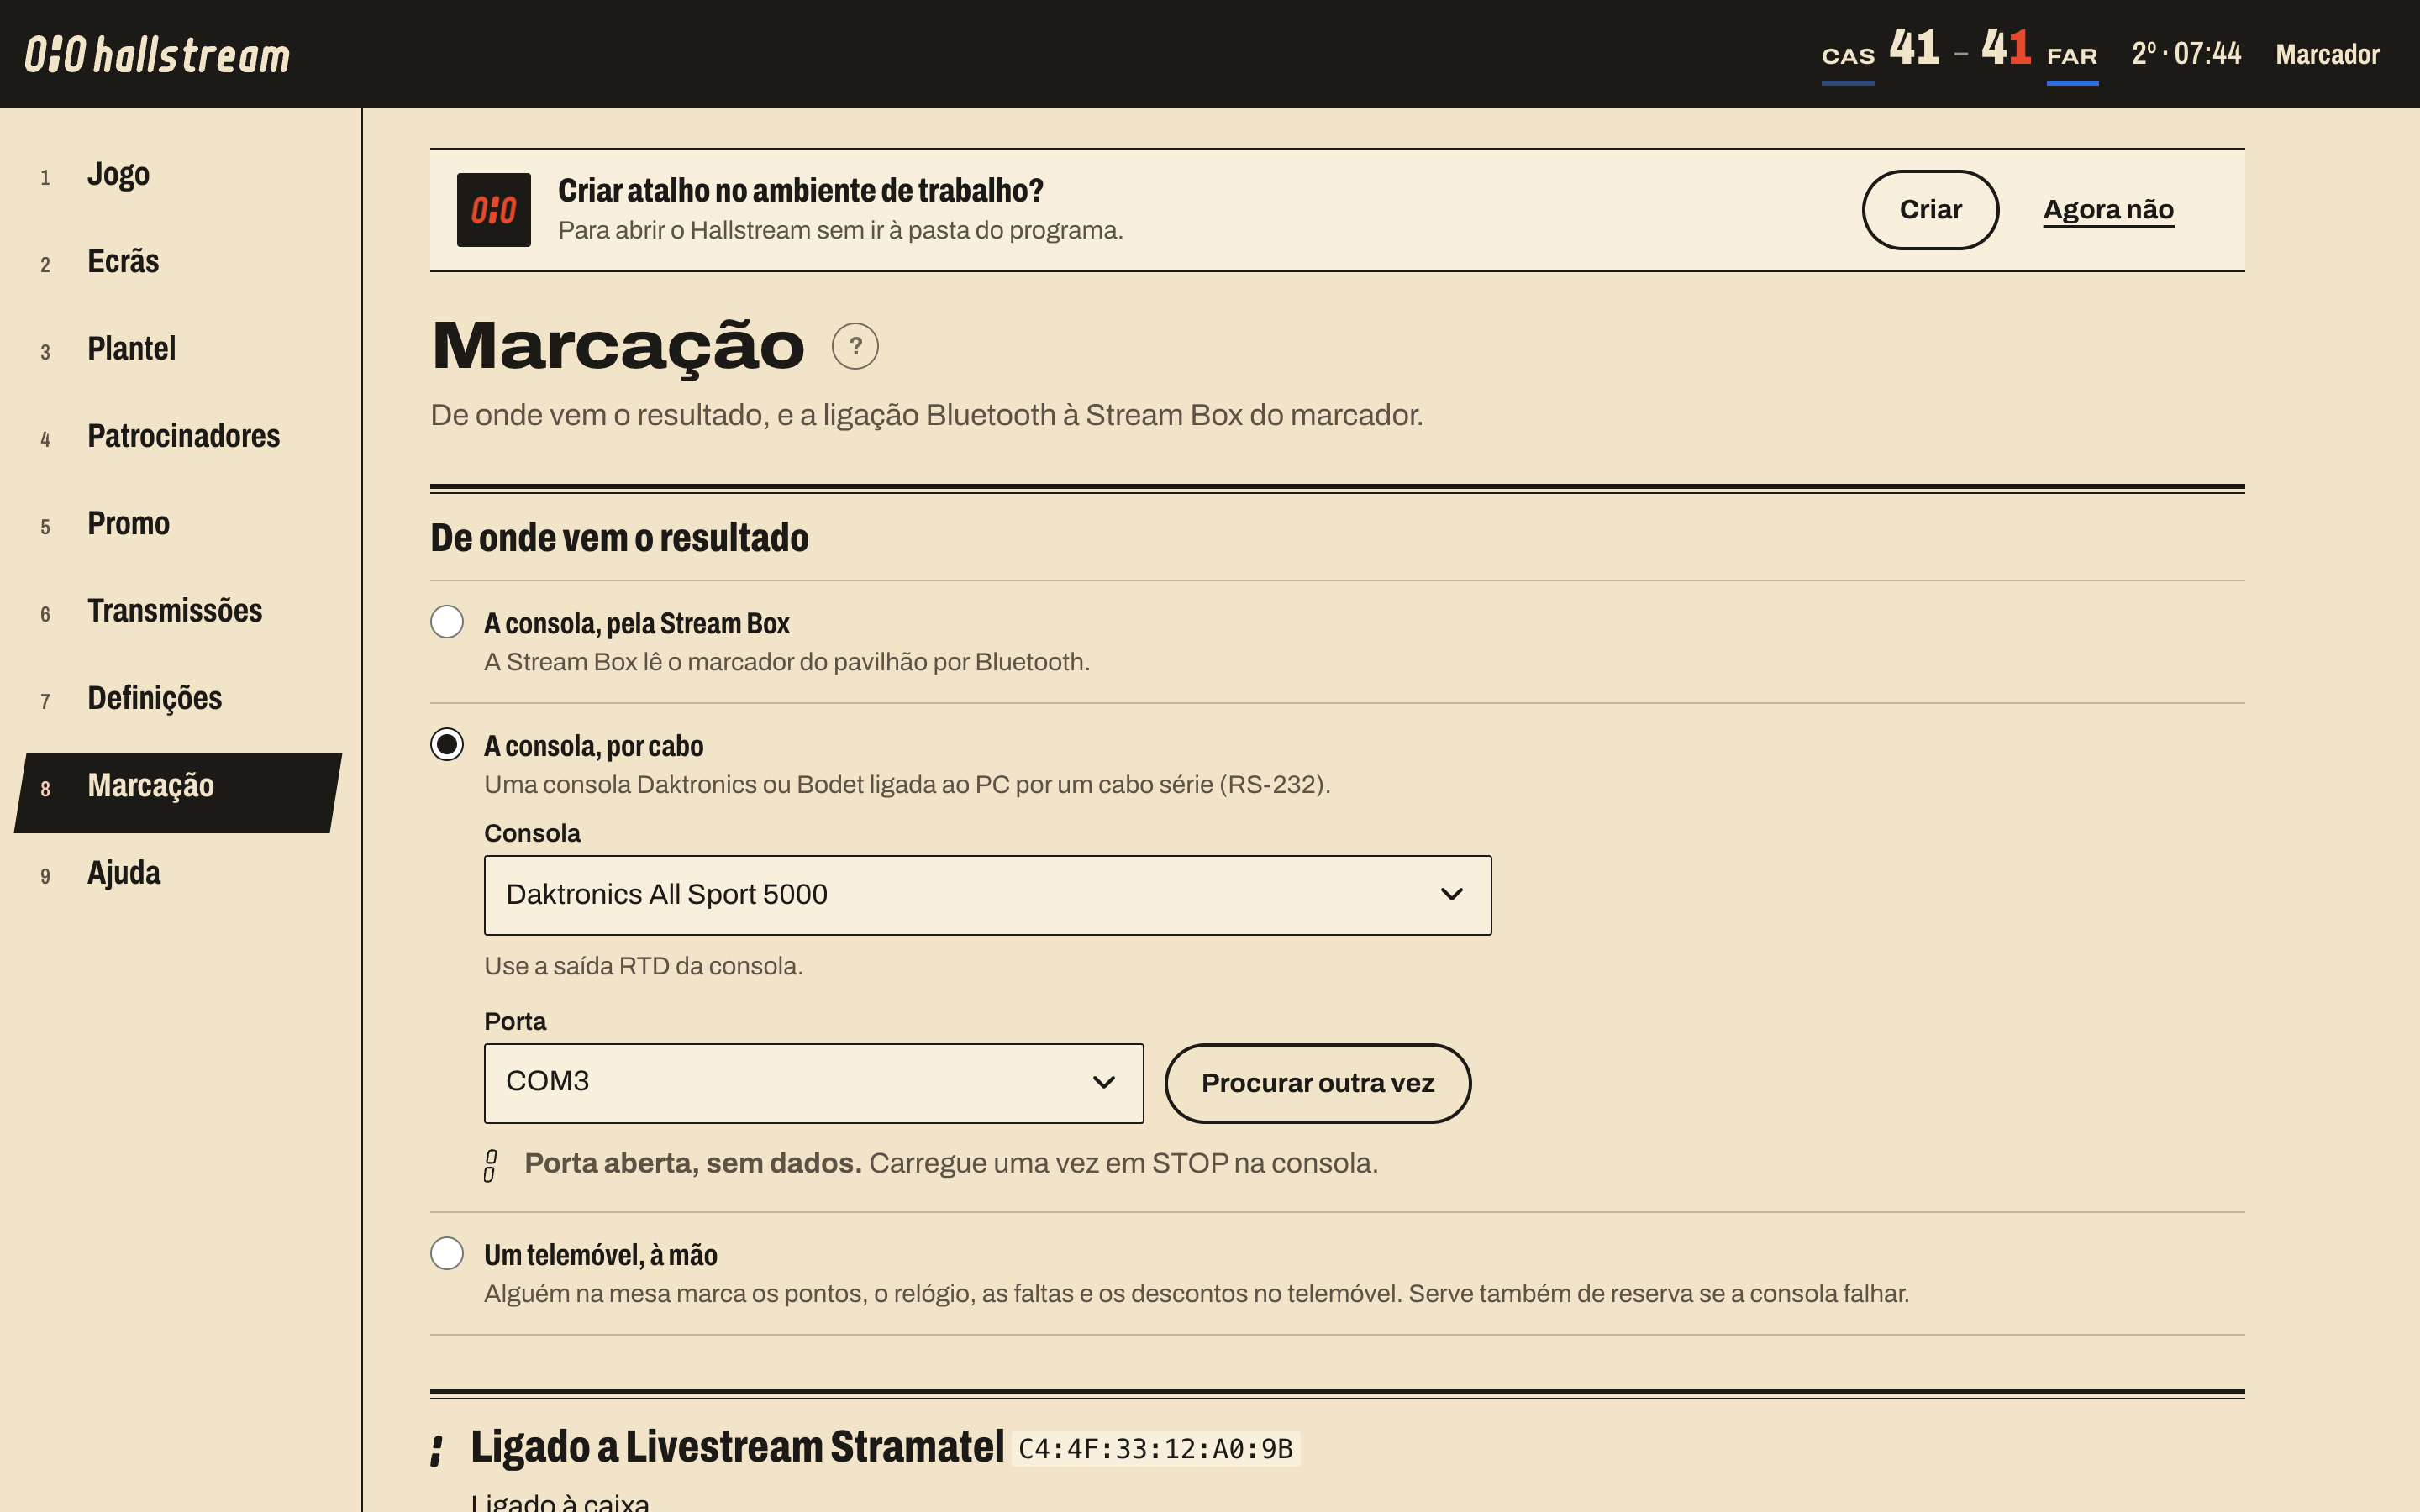 0:0 hallstream
CAS 41 – 41 FAR 2º · 07:44 Marcador
1 Jogo
2 Ecrãs
3 Plantel
4 Patrocinadores
5 Promo
6 Transmissões
7 Definições
8 Marcação
9 Ajuda
0:0
Criar atalho no ambiente de trabalho?
Para abrir o Hallstream sem ir à pasta do programa.
Criar
Agora não
Marcação ?
De onde vem o resultado, e a ligação Bluetooth à Stream Box do marcador.
De onde vem o resultado
A consola, pela Stream Box
A Stream Box lê o marcador do pavilhão por Bluetooth.
A consola, por cabo
Uma consola Daktronics ou Bodet ligada ao PC por um cabo série (RS-232).
Consola
Daktronics All Sport 5000
Use a saída RTD da consola.
Porta
COM3
Procurar outra vez
Porta aberta, sem dados. Carregue uma vez em STOP na consola.
Um telemóvel, à mão
Alguém na mesa marca os pontos, o relógio, as faltas e os descontos no telemóvel. Serve também de reserva se a consola falhar.
Ligado a Livestream Stramatel C4:4F:33:12:A0:9B
Ligado à caixa